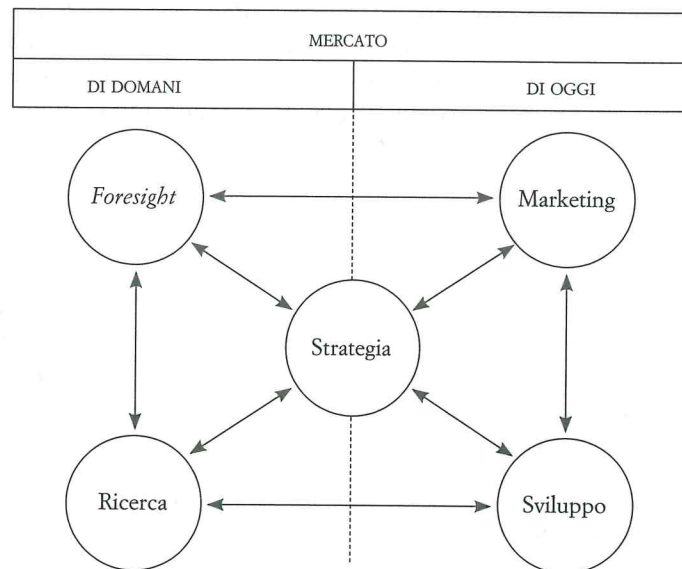 MERCATO
DI DOMANI
DI OGGI
Foresight
Marketing
Strategia
Ricerca
Sviluppo